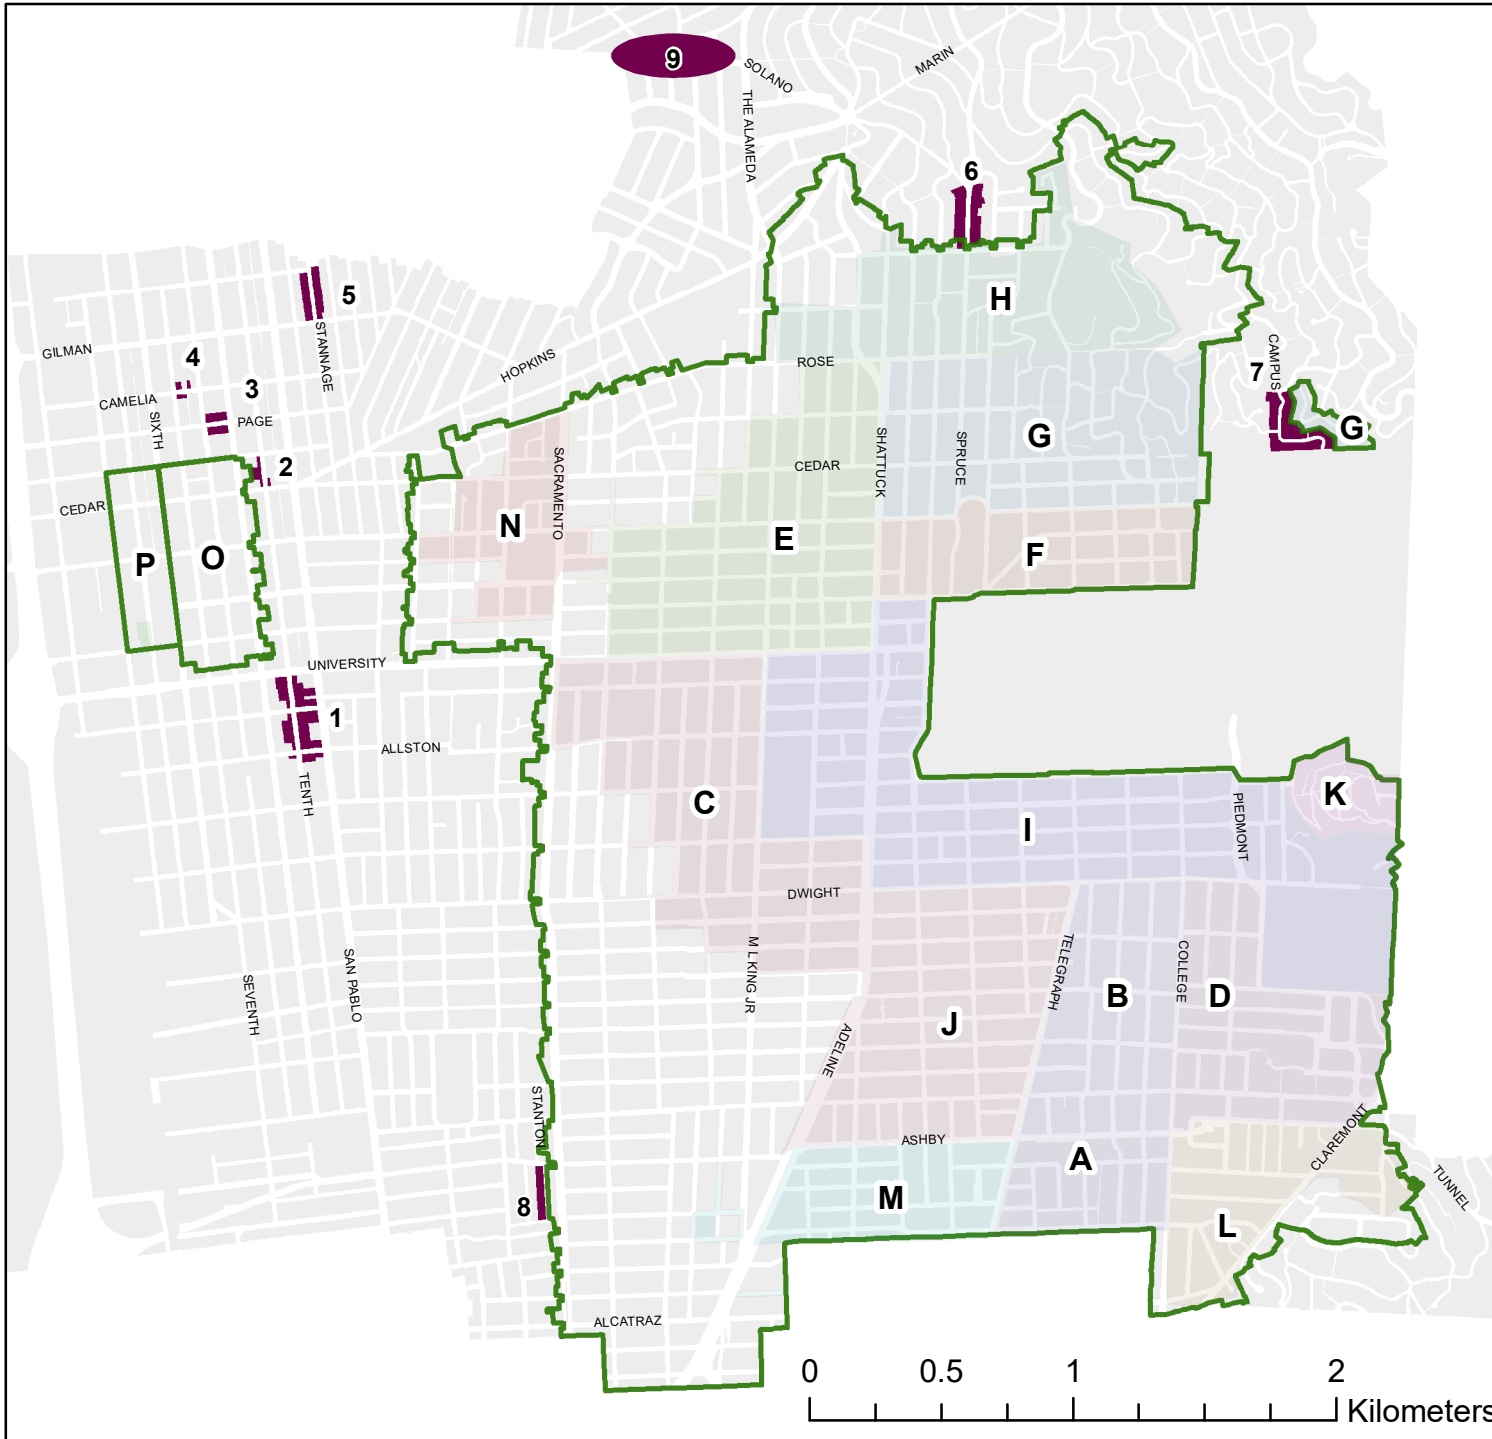 9
SOLANO
MARIN
THE ALAMEDA
6
5
STANNAGE
H
GILMAN
4
HOPKINS
ROSE
CAMPUS
7
3
CAMELIA
SIXTH
PAGE
G
G
SHATTUCK
SPRUCE
2
SACRAMENTO
CEDAR
CEDAR
N
E
F
P
O
UNIVERSITY
1
ALLSTON
TENTH
C
I
PIEDMONT
K
DWIGHT
M L KING JR
TELEGRAPH
COLLEGE
SEVENTH
SAN PABLO
B
D
J
ADELINE
STANTON
ASHBY
CLAREMONT
A
TUNNEL
M
8
L
ALCATRAZ
0 0.5 1 2
Kilometers